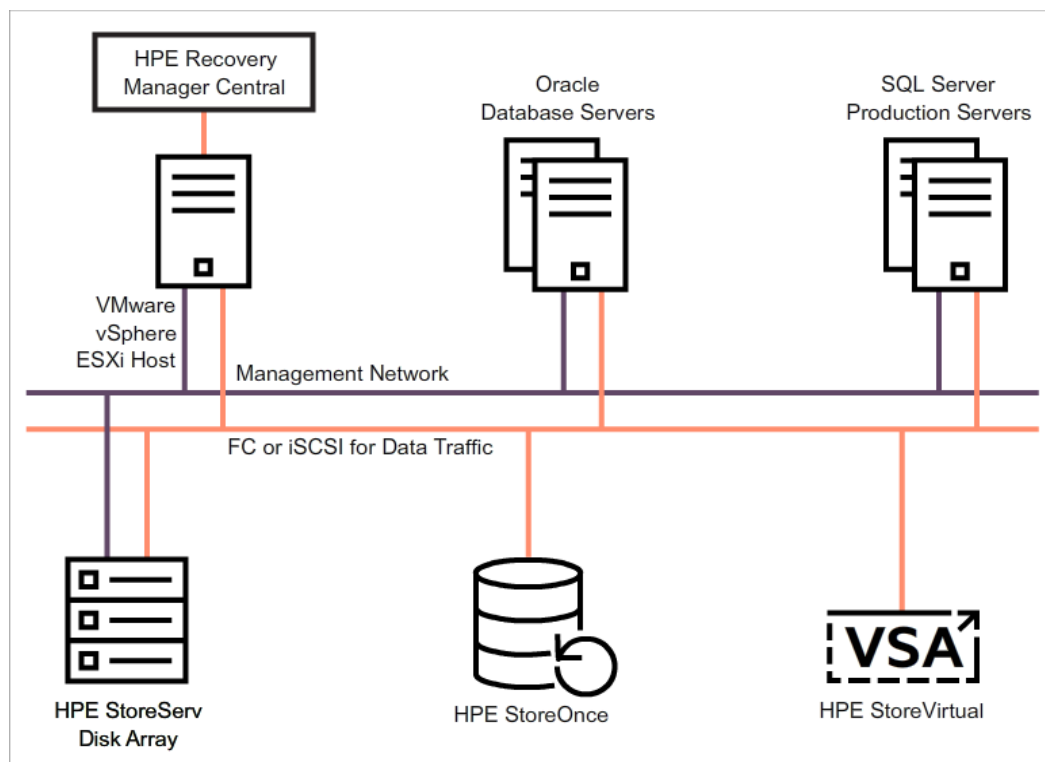 HPE Recovery
Manager Central
Oracle
Database Servers
SQL Server
Production Servers
VMware
vSphere
ESXi Host
Management Network
FC or iSCSI for Data Traffic
HPE StoreServ
Disk Array
HPE StoreOnce
VSA
HPE StoreVirtual